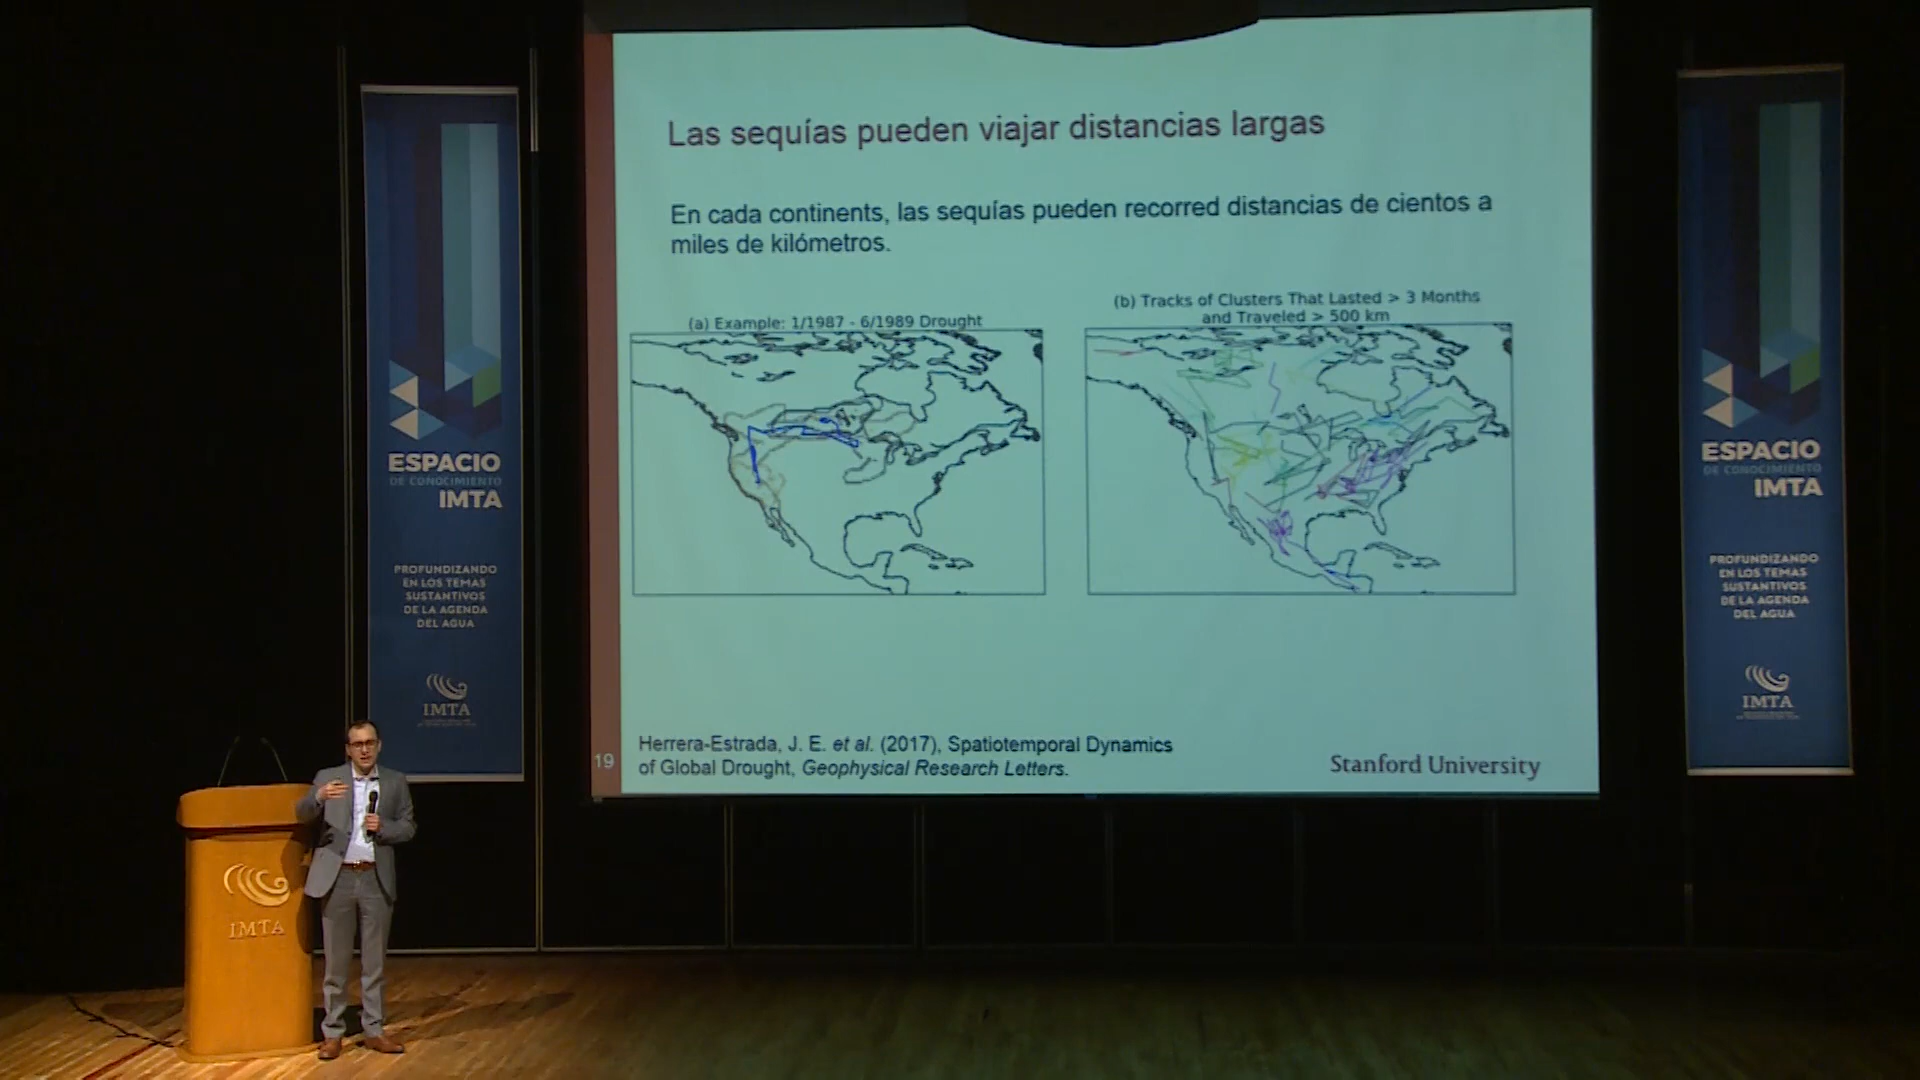 Las sequías pueden viajar distancias largas
En cada continents, las sequías pueden recorred distancias de cientos a
miles de kilómetros.
(a) Example: 1/1987 - 6/1989 Drought
(b) Tracks of Clusters That Lasted > 3 Months
and Traveled > 500 km
19
Herrera-Estrada, J. E. et al. (2017), Spatiotemporal Dynamics
of Global Drought, Geophysical Research Letters.
Stanford University
ESPACIO
DE CONOCIMIENTO
IMTA
PROFUNDIZANDO
EN LOS TEMAS
SUSTANTIVOS
DE LA AGENDA
DEL AGUA
IMTA
ESPACIO
DE CONOCIMIENTO
IMTA
PROFUNDIZANDO
EN LOS TEMAS
SUSTANTIVOS
DE LA AGENDA
DEL AGUA
IMTA
IMTA